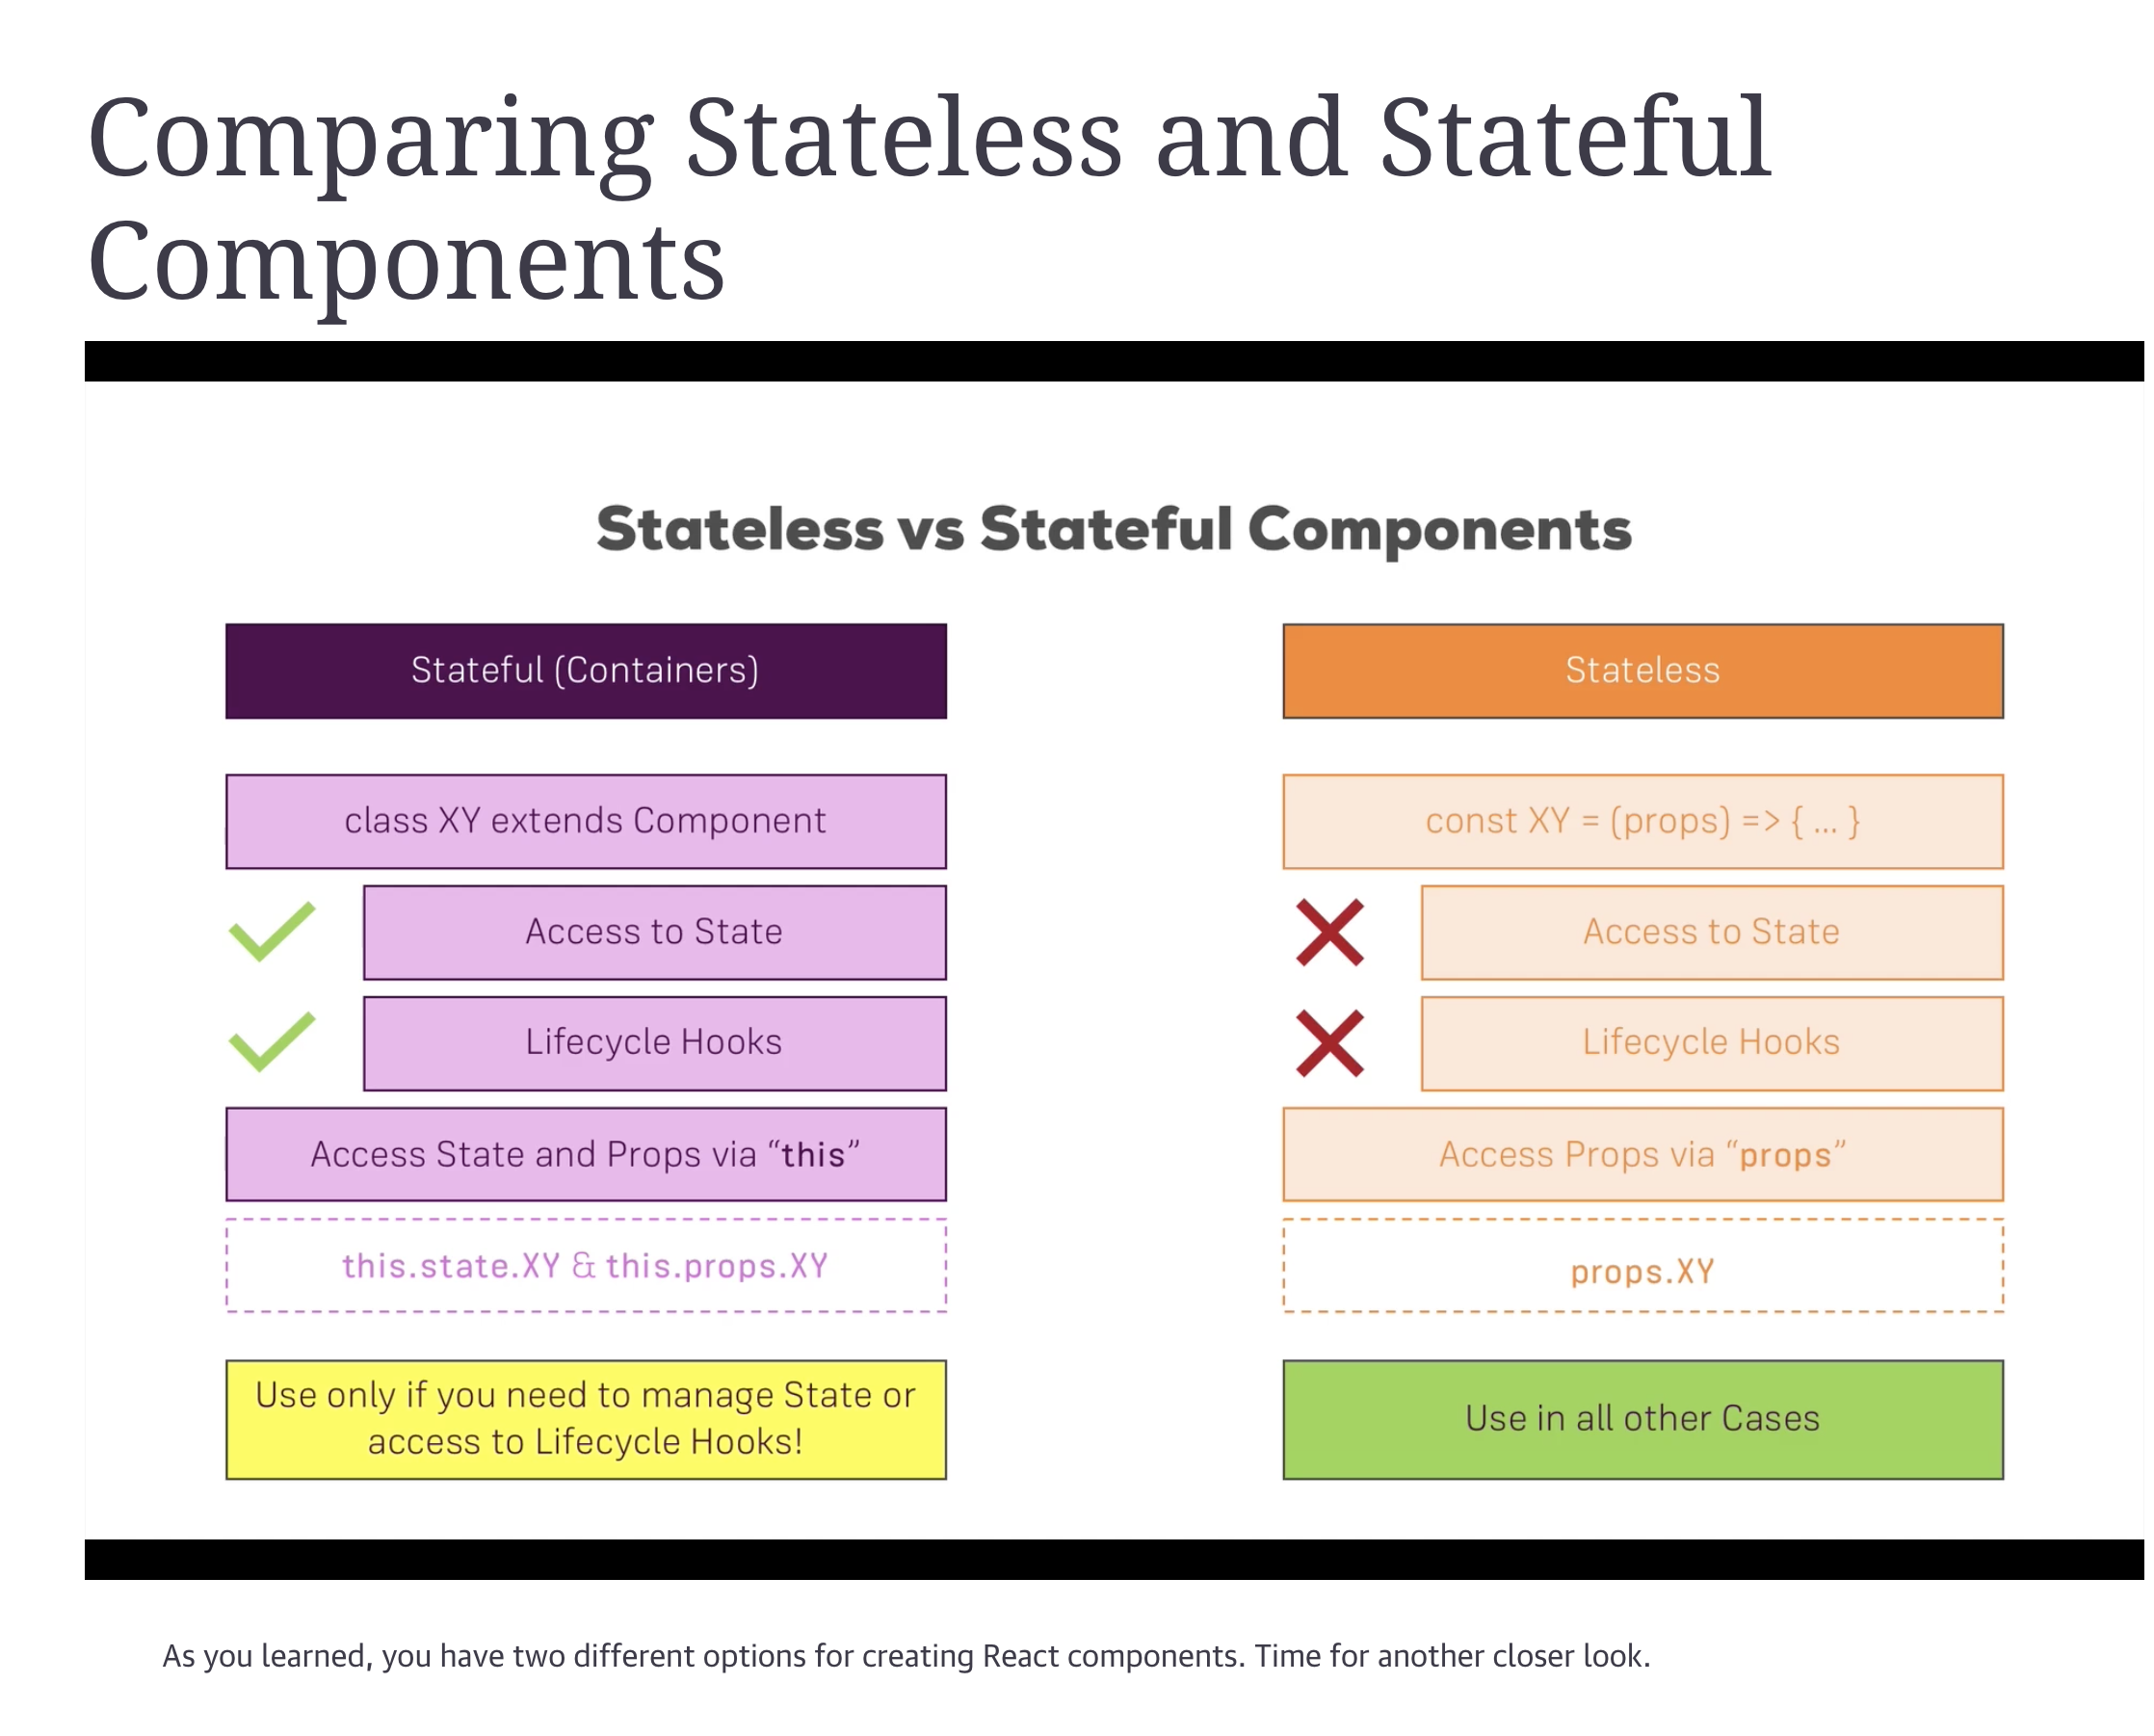 Comparing Stateless and Stateful
Components
Stateless vs Stateful Components
Stateful (Containers)
class XY extends Component
Access to State
Lifecycle Hooks
Access State and Props via “this”
this.state.XY & this.props.XY
Use only if you need to manage State or
access to Lifecycle Hooks!
Stateless
const XY = (props) => { ... }
Access to State
Lifecycle Hooks
Access Props via “props”
props.XY
Use in all other Cases
As you learned, you have two different options for creating React components. Time for another closer look.